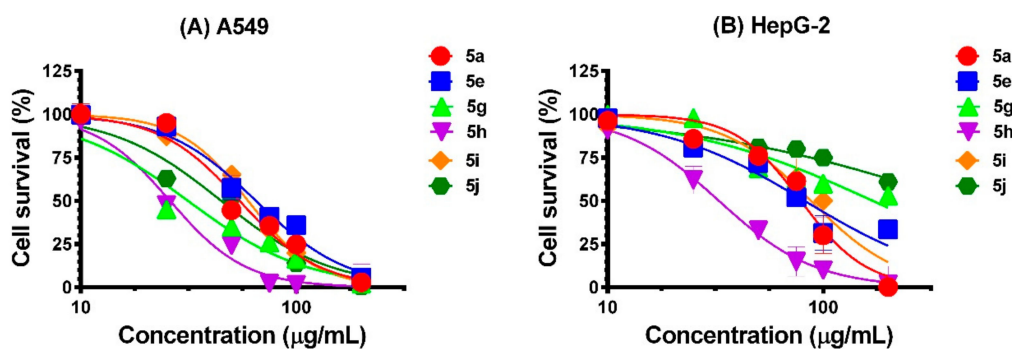 (A) A549
Cell survival (%)
125
100
75
50
25
0
10
100
Concentration (μg/mL)
5a
5e
5g
5h
5i
5j
(B) HepG-2
Cell survival (%)
125
100
75
50
25
0
10
100
Concentration (μg/mL)
5a
5e
5g
5h
5i
5j